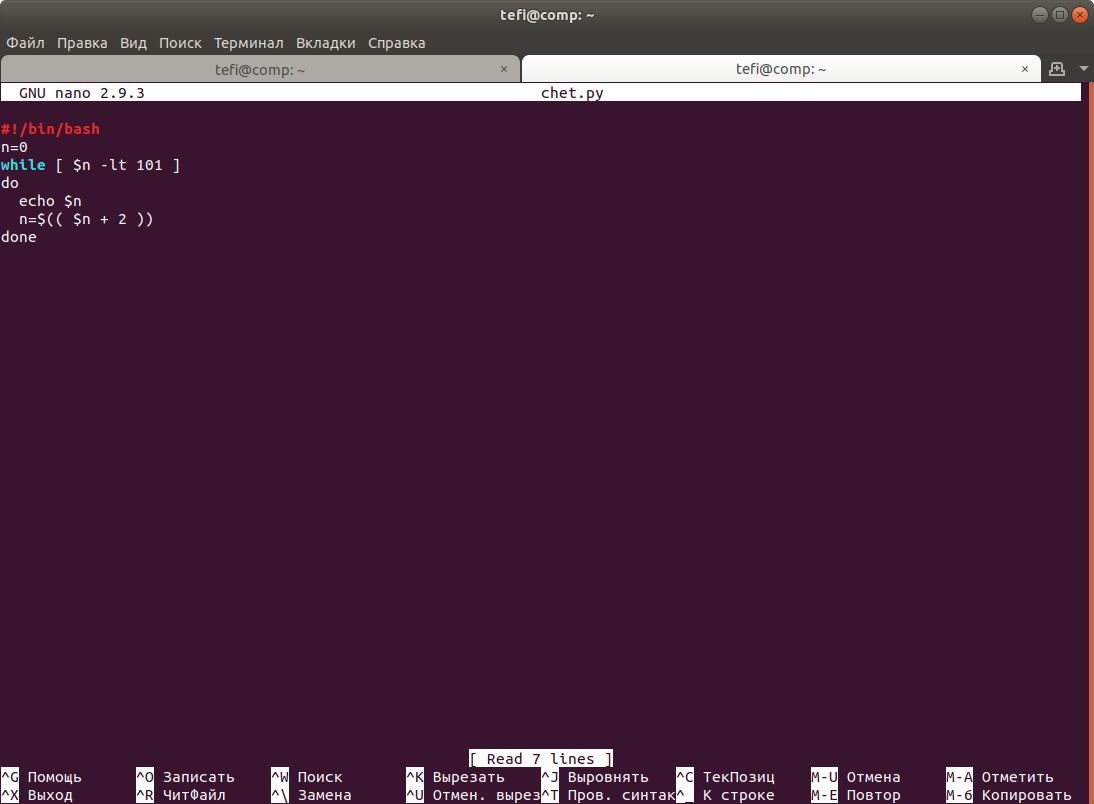 tefi@comp: ~
Файл Правка Вид Поиск Терминал Вкладки Справка
tefi@comp: ~ × tefi@comp: ~ ×
GNU nano 2.9.3 chet.py
#!/bin/bash
n=0
while [ $n -lt 101 ]
do
  echo $n
  n=$(( $n + 2 ))
done
[ Read 7 lines ]
^G Помощь ^O Записать ^W Поиск ^K Вырезать ^J Выровнять ^C ТекПозиц M-U Отмена M-A Отметить
^X Выход ^R ЧитФайл ^\ Замена ^U Отмен. вырез ^T Пров. синтак ^_ К строке M-E Повтор M-6 Копировать